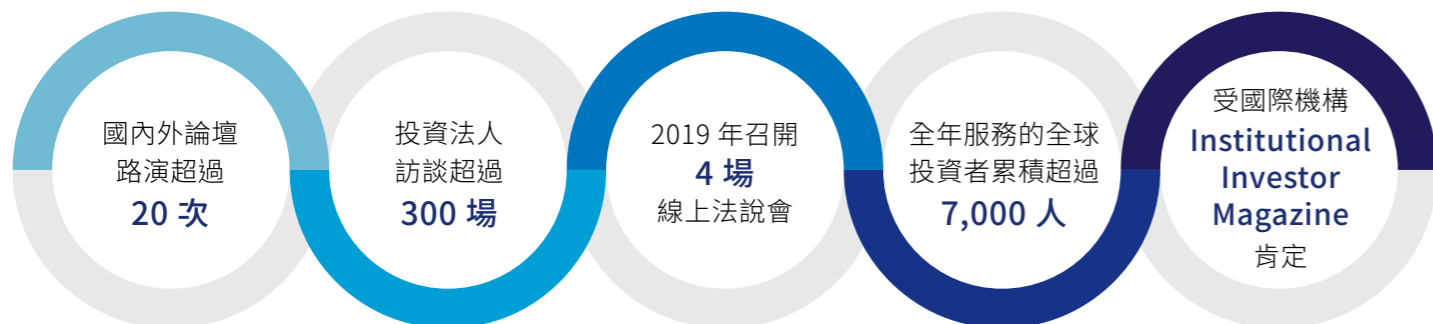 國內外論壇
路演超過
20 次
投資法人
訪談超過
300 場
2019 年召開
4 場
線上法說會
全年服務的全球
投資者累積超過
7,000 人
受國際機構
Institutional
Investor
Magazine
肯定